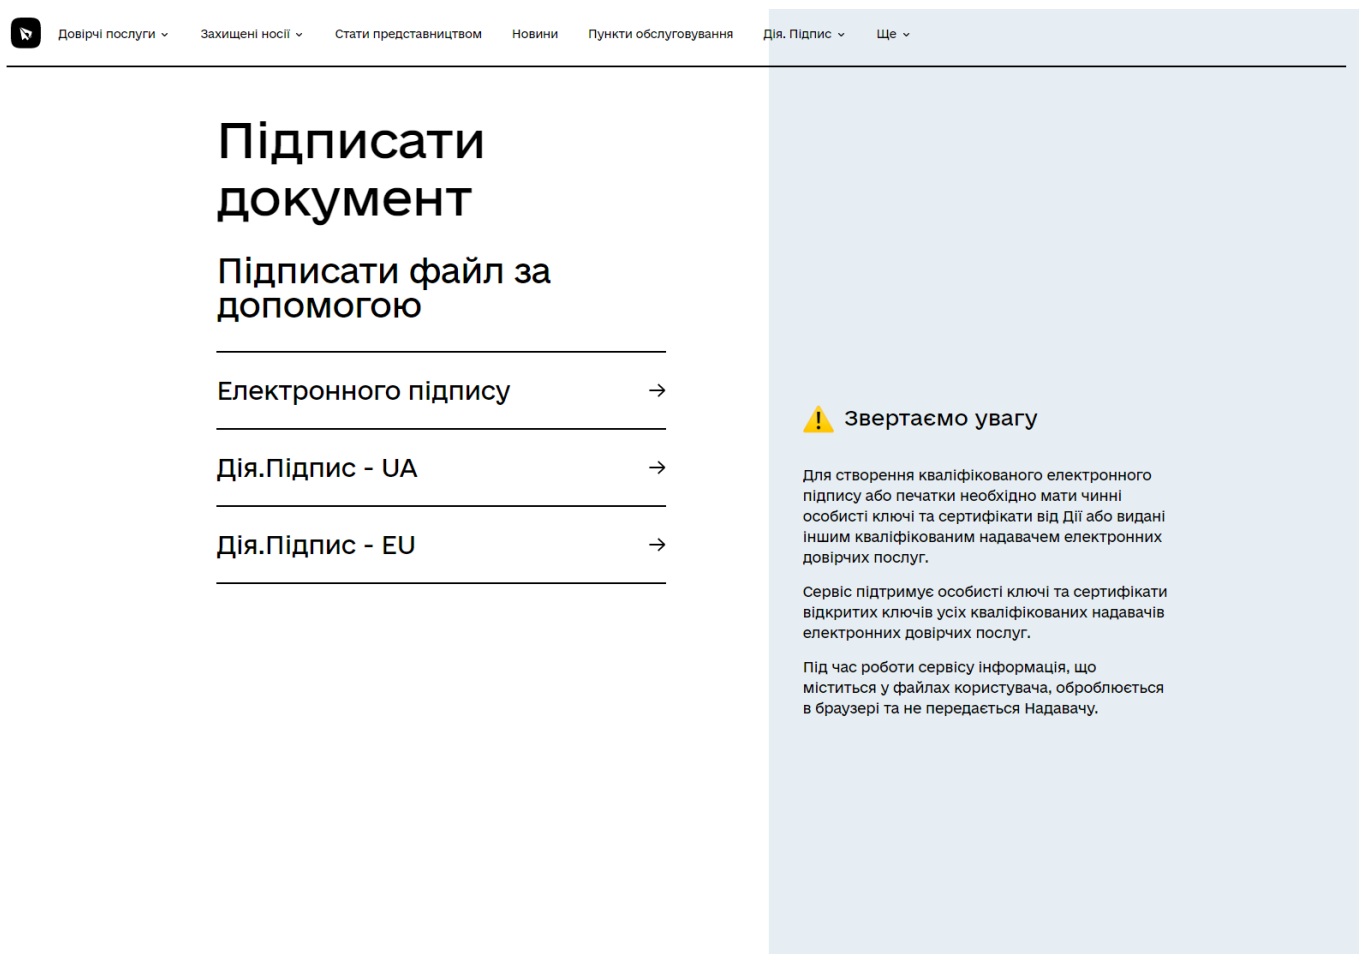 Довірчі послуги
Захищені носії
Стати представництвом
Новини
Пункти обслуговування
Дія. Підпис
Ще
Підписати
документ
Підписати файл за
допомогою
Електронного підпису
Дія.Підпис - UA
Дія.Підпис - EU
Звертаємо увагу
Для створення кваліфікованого електронного
підпису або печатки необхідно мати чинні
особисті ключі та сертифікати від Дії або видані
іншим кваліфікованим надавачем електронних
довірчих послуг.
Сервіс підтримує особисті ключі та сертифікати
відкритих ключів усіх кваліфікованих надавачів
електронних довірчих послуг.
Під час роботи сервісу інформація, що
міститься у файлах користувача, оброблюється
в браузері та не передається Надавачу.